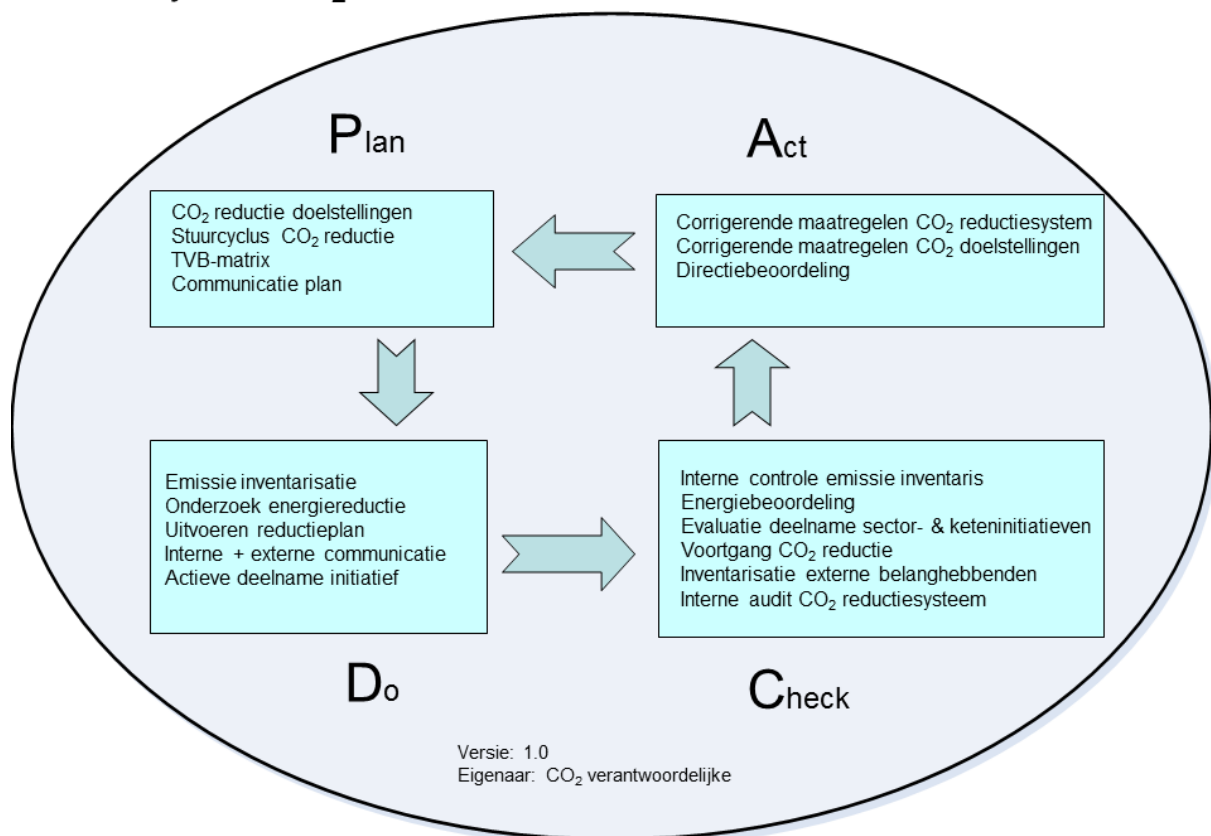 Plan
Act
CO₂ reductie doelstellingen
Stuurcyclus CO₂ reductie
TVB-matrix
Communicatie plan
Corrigerende maatregelen CO₂ reductiesystem
Corrigerende maatregelen CO₂ doelstellingen
Directiebeoordeling
Emissie inventarisatie
Onderzoek energiereductie
Uitvoeren reductieplan
Interne + externe communicatie
Actieve deelname initiatief
Interne controle emissie inventaris
Energiebeoordeling
Evaluatie deelname sector- & keteninitiatieven
Voortgang CO₂ reductie
Inventarisatie externe belanghebbenden
Interne audit CO₂ reductiesysteem
Do
Check
Versie: 1.0
Eigenaar: CO₂ verantwoordelijke